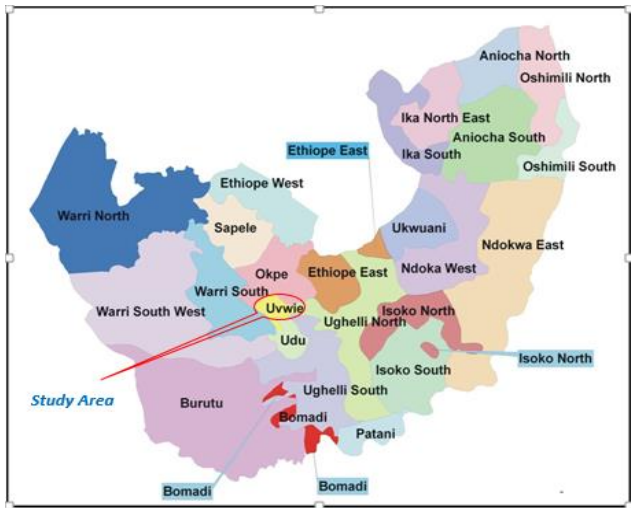 Aniocha North
Oshimili North
Ika North East
Aniocha South
Ethiope East
Ika South
Oshimili South
Ethiope West
Warri North
Sapele
Ukwuani
Ndokwa East
Okpe
Ethiope East
Ndoka West
Warri South
Warri South West
Uvwie
Isoko North
Ughelli North
Udu
Isoko North
Isoko South
Study Area
Ughelli South
Burutu
Bomadi
Patani
Bomadi
Bomadi